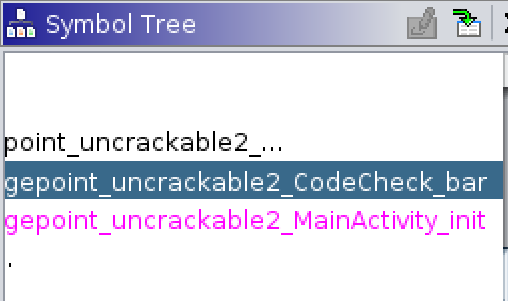 Symbol Tree
point_uncrackable2_...
gepoint_uncrackable2_CodeCheck_bar
gepoint_uncrackable2_MainActivity_init
.